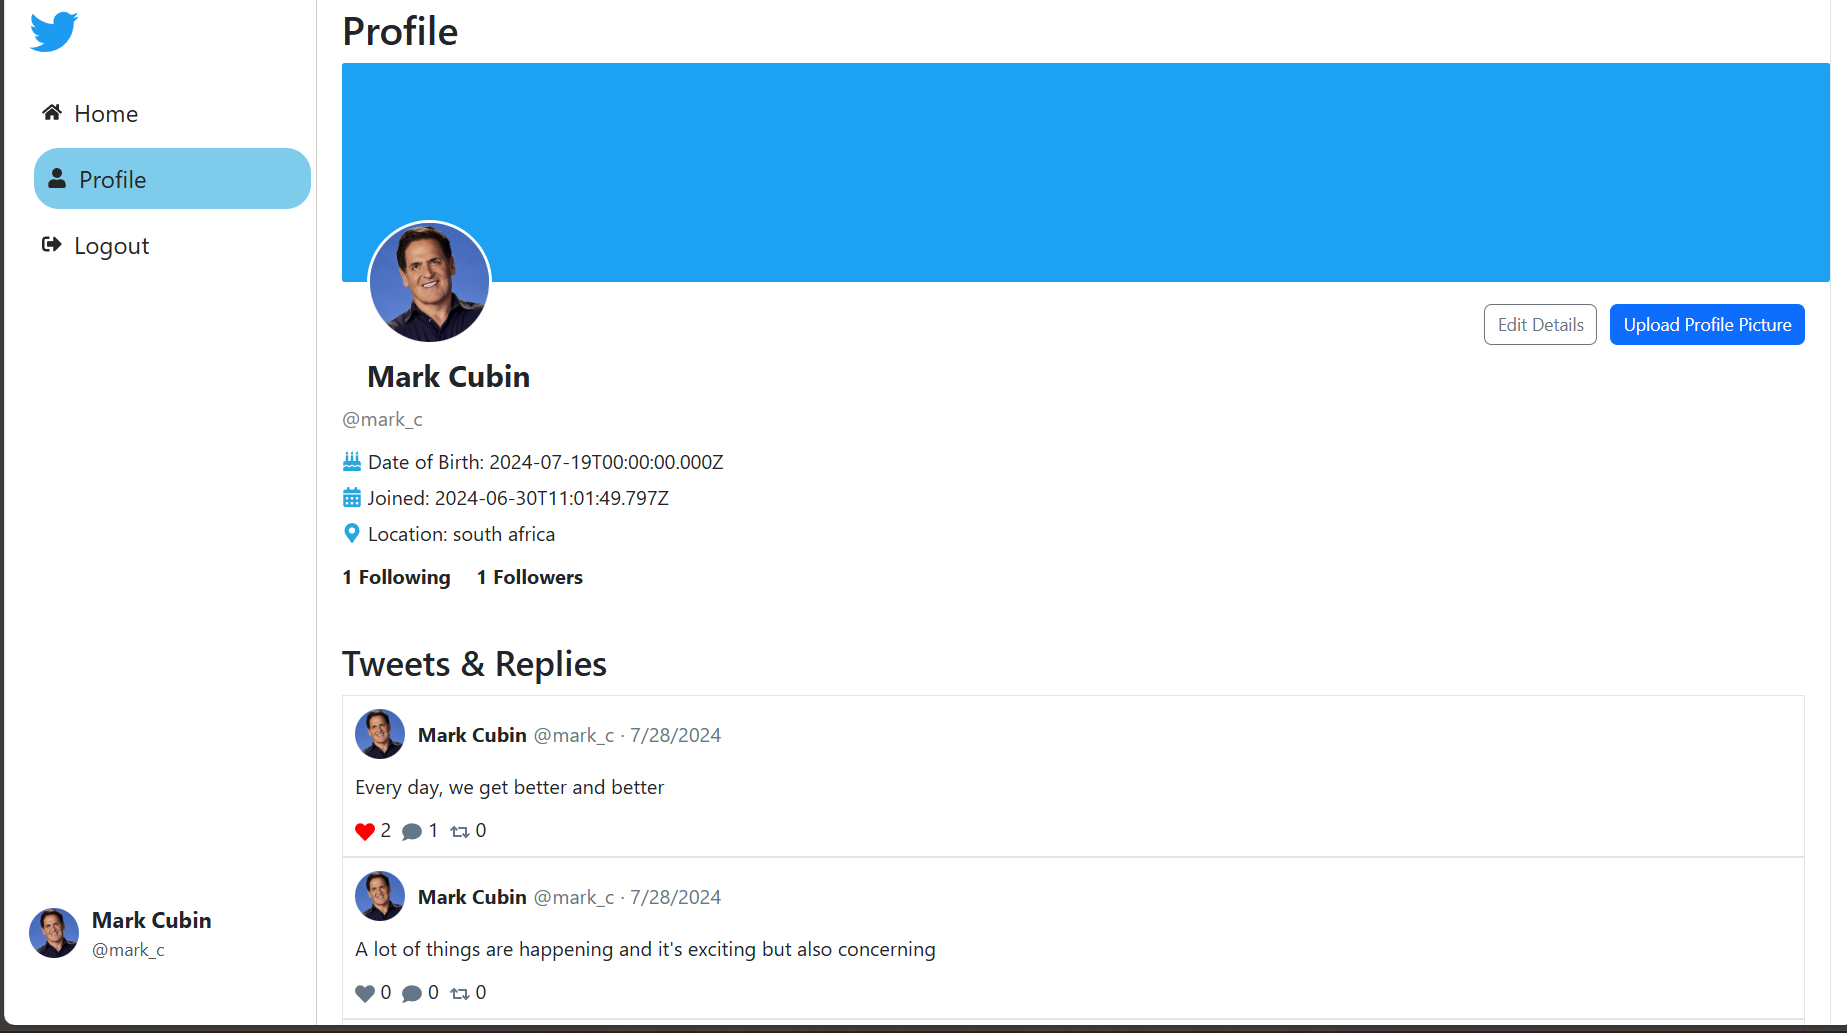 Profile
Home
Profile
Logout
Edit Details
Upload Profile Picture
Mark Cubin
@mark_c
Date of Birth: 2024-07-19T00:00:00.000Z
Joined: 2024-06-30T11:01:49.797Z
Location: south africa
1 Following 1 Followers
Tweets & Replies
Mark Cubin @mark_c · 7/28/2024
Every day, we get better and better
2 1 0
Mark Cubin @mark_c · 7/28/2024
A lot of things are happening and it's exciting but also concerning
0 0 0
Mark Cubin
@mark_c